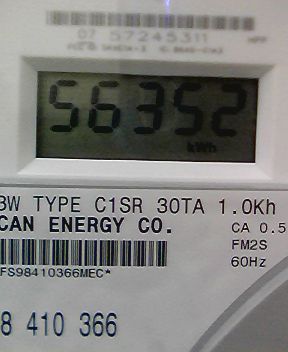 07 57245311
56352
kWh
3W TYPE C1SR 30TA 1.0Kh
CAN ENERGY CO.
CA 0.5
FM2S
FS98410366MEC*
60Hz
8 410 366